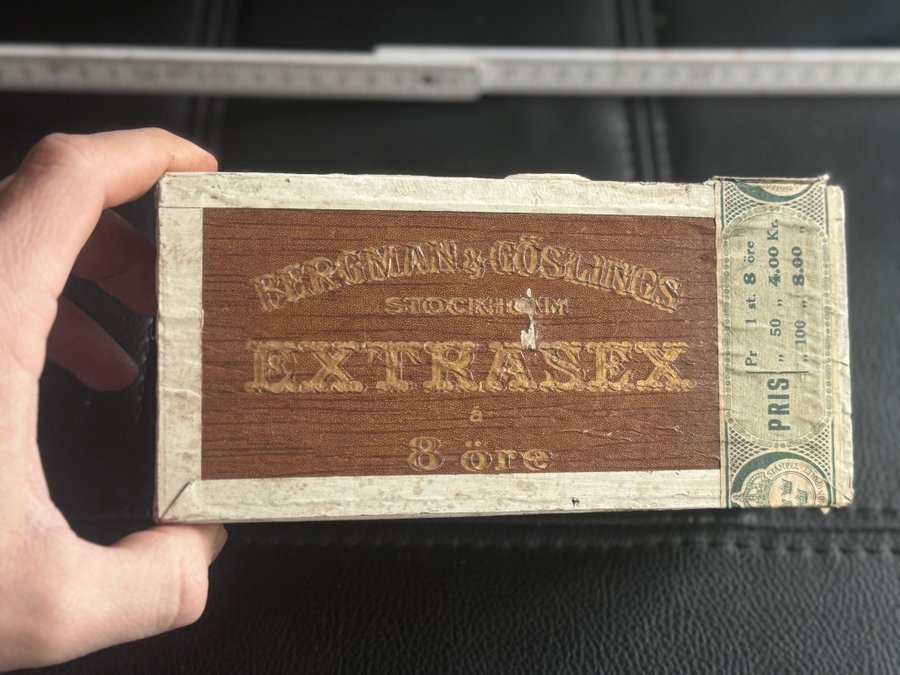 BERGMAN & GÖSLINGS
STOCKHOLM
EXTRASEX
á
8 öre
PRIS
Pr 1 st. 8 öre
„ 50 „ 4.00 Kr.
„ 100 „ 8.00 „